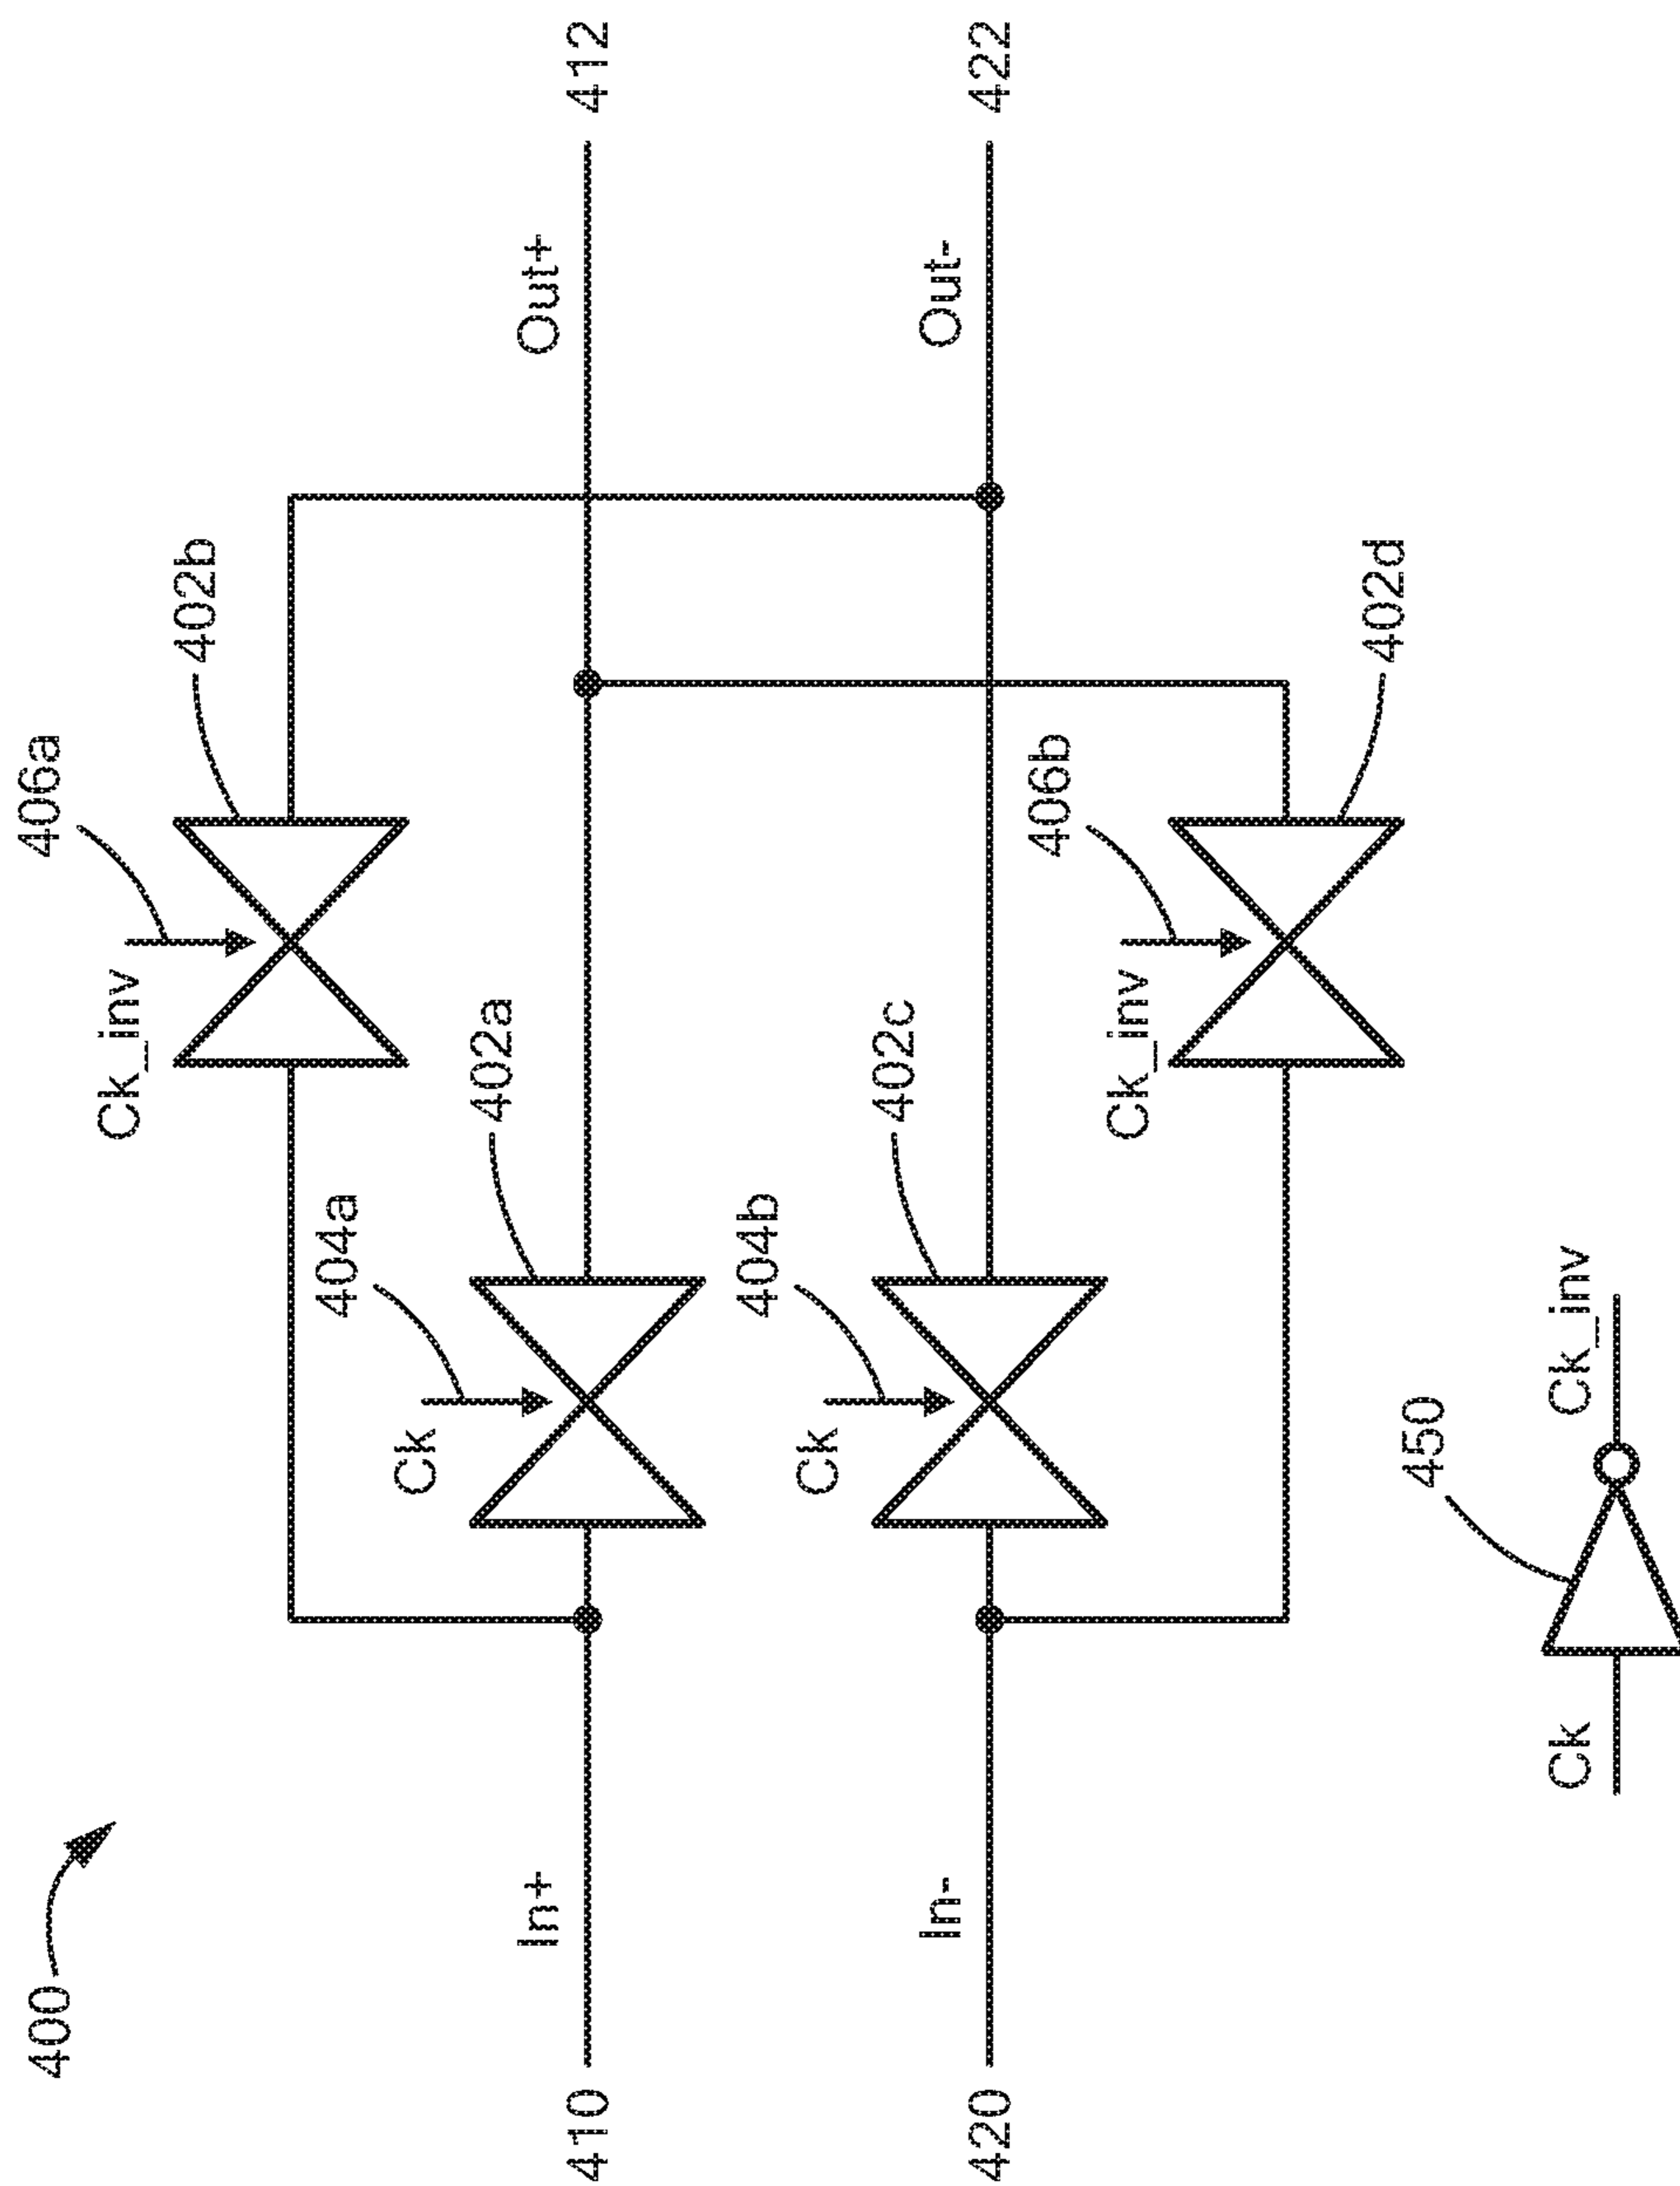 400
406a
Ck_inv
402b
404a
Ck
402a
410
In+
Out+
412
404b
Ck
402c
420
In-
Out-
422
406b
Ck_inv
402d
450
Ck
Ck_inv